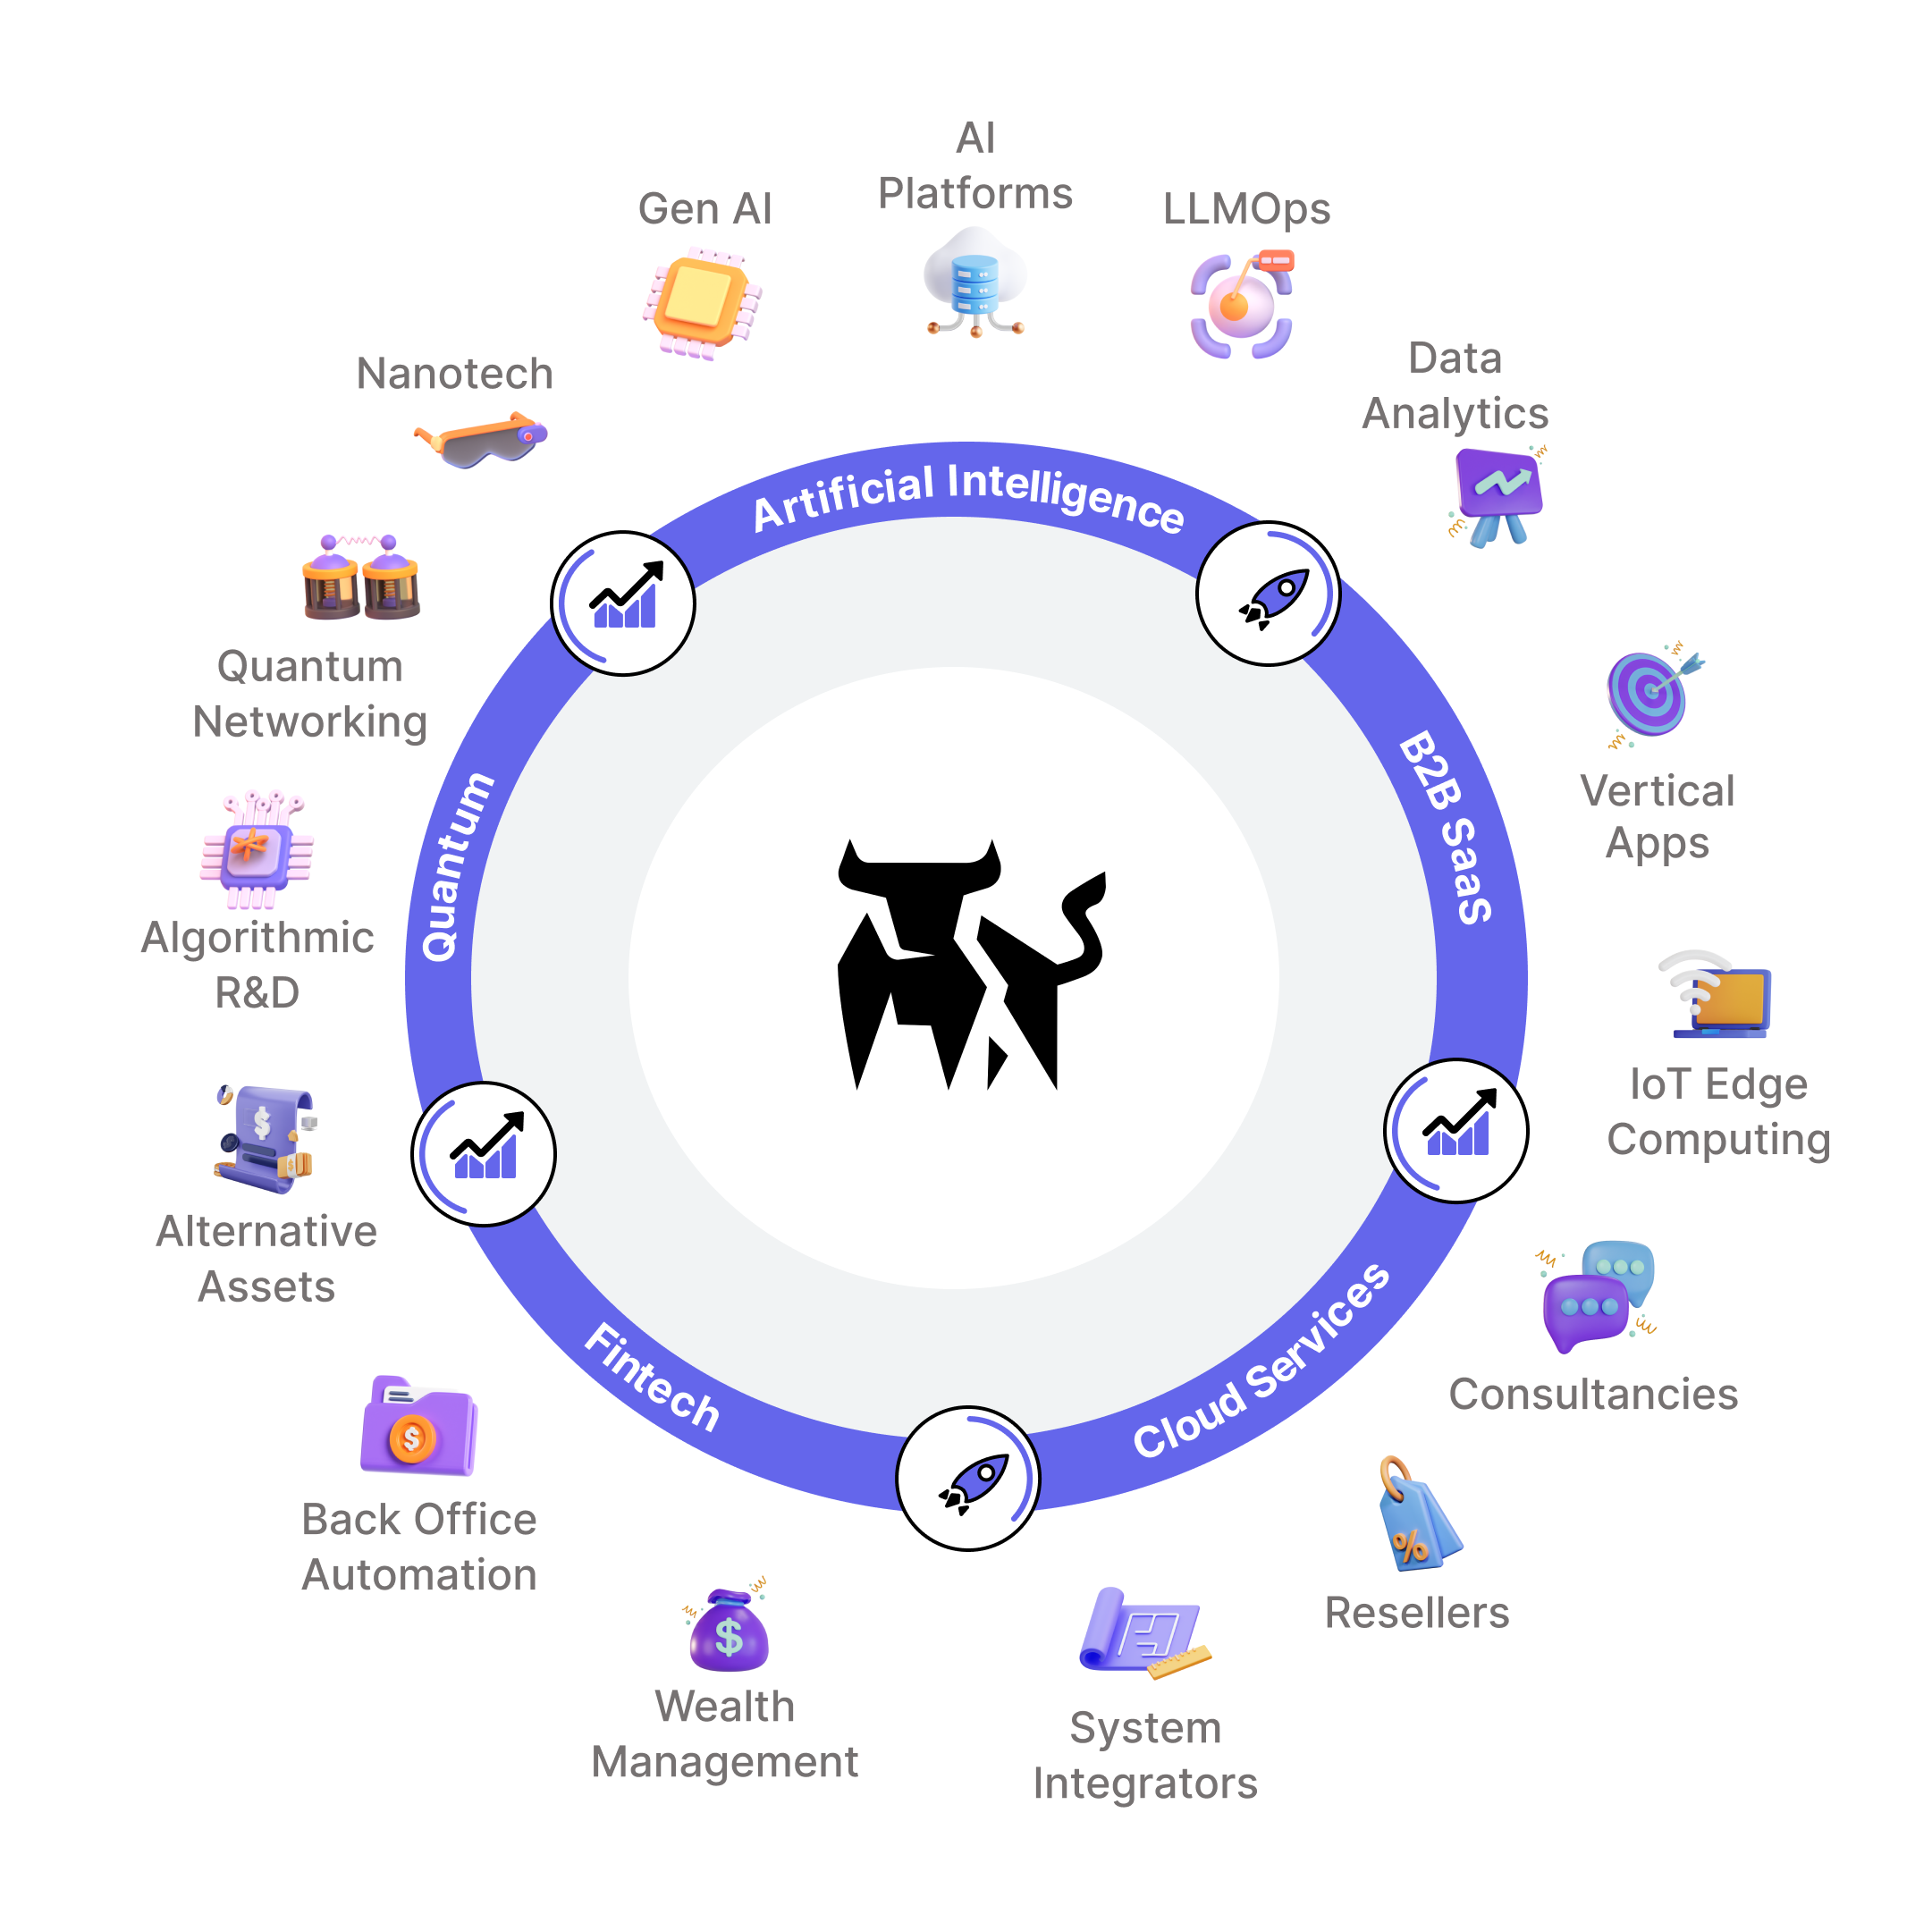 AI
Platforms
Gen AI
LLMOps
Data
Analytics
Nanotech
Artificial Intelligence
Quantum
Networking
B2B SaaS
Vertical
Apps
Quantum
Algorithmic
R&D
IoT Edge
Computing
Alternative
Assets
Cloud Services
Fintech
Consultancies
$
Back Office
Automation
%
Resellers
$
Wealth
Management
System
Integrators